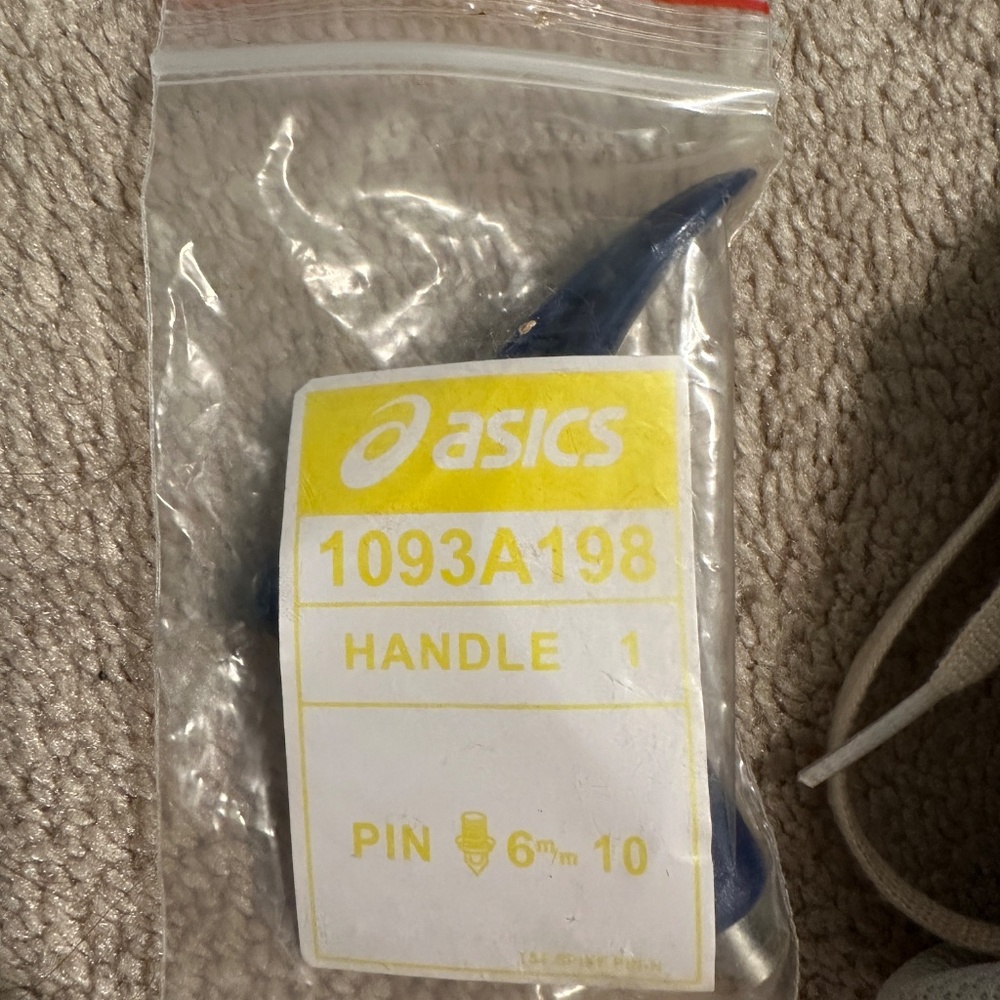 asics
1093A198
HANDLE 1
PIN 6m/m 10